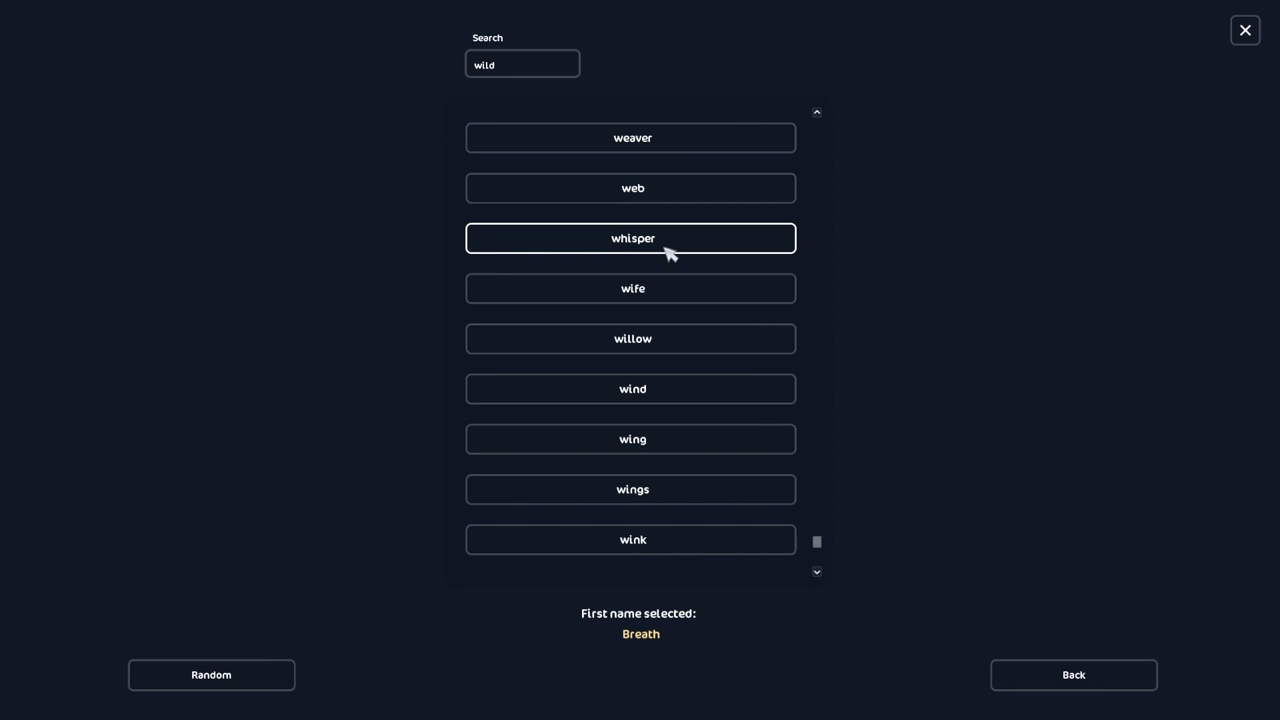 Search
wild
weaver
web
whisper
wife
willow
wind
wing
wings
wink
First name selected:
Breath
Random
Back